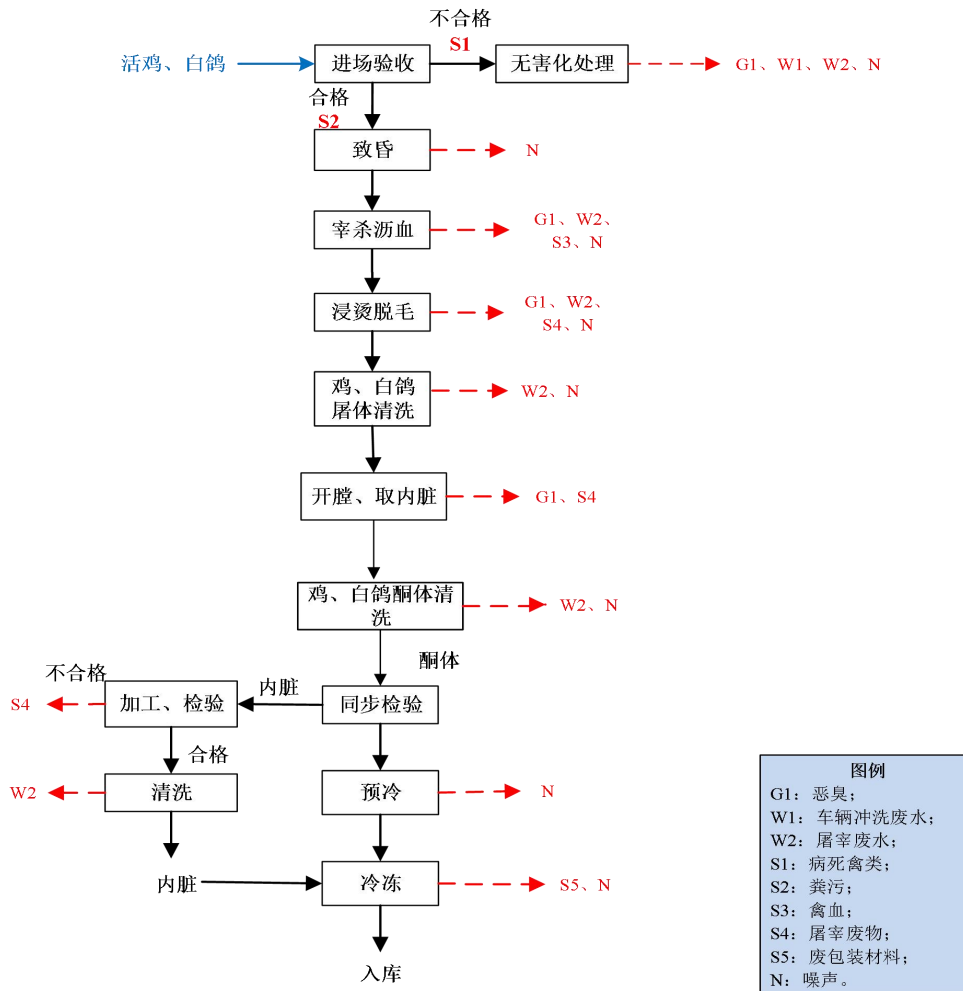 不合格
S1
活鸡、白鸽
进场验收
无害化处理
G1、W1、W2、N
合格
S2
致昏
N
宰杀沥血
G1、W2、
S3、N
浸烫脱毛
G1、W2、
S4、N
鸡、白鸽
屠体清洗
W2、N
开膛、取内脏
G1、S4
鸡、白鸽酮体清
洗
W2、N
酮体
不合格
S4
加工、检验
内脏
同步检验
合格
W2
清洗
预冷
N
内脏
冷冻
S5、N
入库
图例
G1：恶臭；
W1：车辆冲洗废水；
W2：屠宰废水；
S1：病死禽类；
S2：粪污；
S3：禽血；
S4：屠宰废物；
S5：废包装材料；
N：噪声。